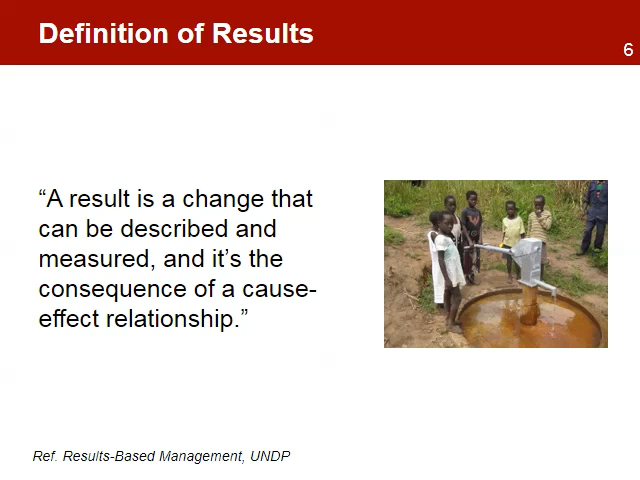 Definition of Results
6
“A result is a change that
can be described and
measured, and it’s the
consequence of a cause-
effect relationship.”
Ref. Results-Based Management, UNDP